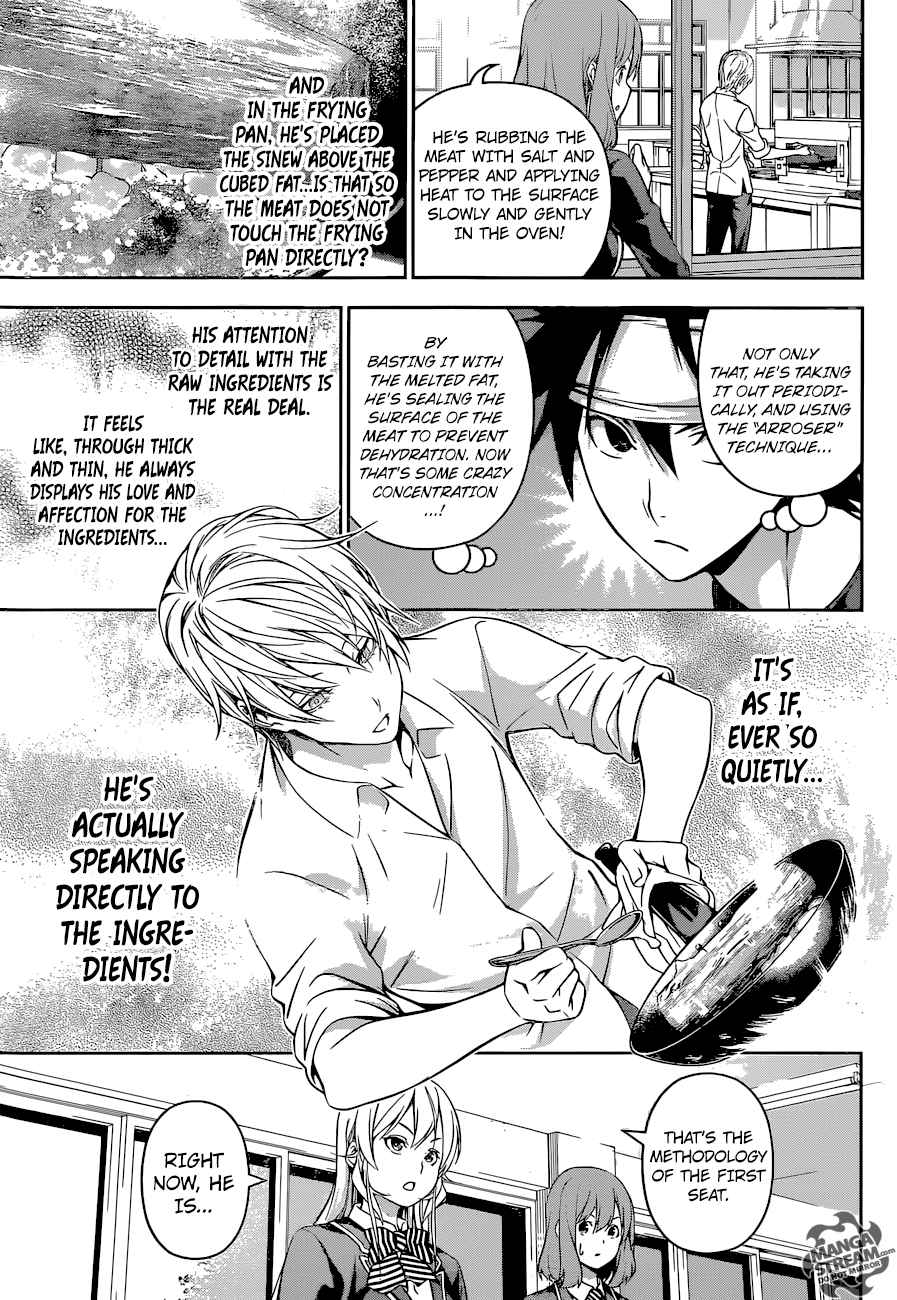 HE'S RUBBING THE
MEAT WITH SALT AND
PEPPER AND APPLYING
HEAT TO THE SURFACE
SLOWLY AND GENTLY
IN THE OVEN!
AND
IN THE FRYING
PAN, HE'S PLACED
THE SINEW ABOVE THE
CUBED FAT...IS THAT SO
THE MEAT DOES NOT
TOUCH THE FRYING
PAN DIRECTLY?
NOT ONLY
THAT, HE'S TAKING
IT OUT PERIODI-
CALLY, AND USING
THE "ARROSER"
TECHNIQUE...
BY
BASTING IT WITH
THE MELTED FAT,
HE'S SEALING THE
SURFACE OF THE
MEAT TO PREVENT
DEHYDRATION. NOW
THAT'S SOME CRAZY
CONCENTRATION
...!
HIS ATTENTION
TO DETAIL WITH THE
RAW INGREDIENTS IS
THE REAL DEAL.
IT FEELS
LIKE, THROUGH THICK
AND THIN, HE ALWAYS
DISPLAYS HIS LOVE AND
AFFECTION FOR THE
INGREDIENTS...
IT'S
AS IF,
EVER SO
QUIETLY...
HE'S
ACTUALLY
SPEAKING
DIRECTLY TO
THE INGRE-
DIENTS!
THAT'S THE
METHODOLOGY
OF THE FIRST
SEAT.
RIGHT
NOW, HE
IS...
MANGA
STREAM.COM
DO NOT MIRROR!